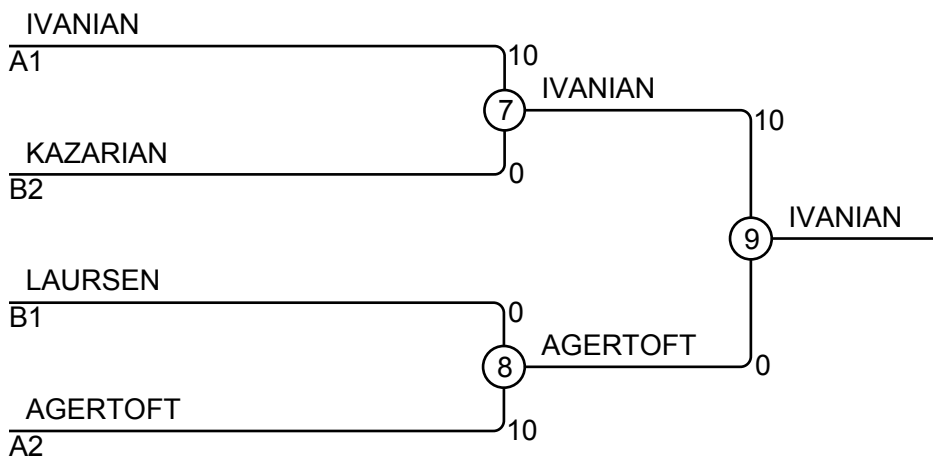 IVANIAN
A1
10
7
IVANIAN
10
KAZARIAN
B2
0
9
IVANIAN
LAURSEN
B1
0
8
AGERTOFT
0
AGERTOFT
A2
10